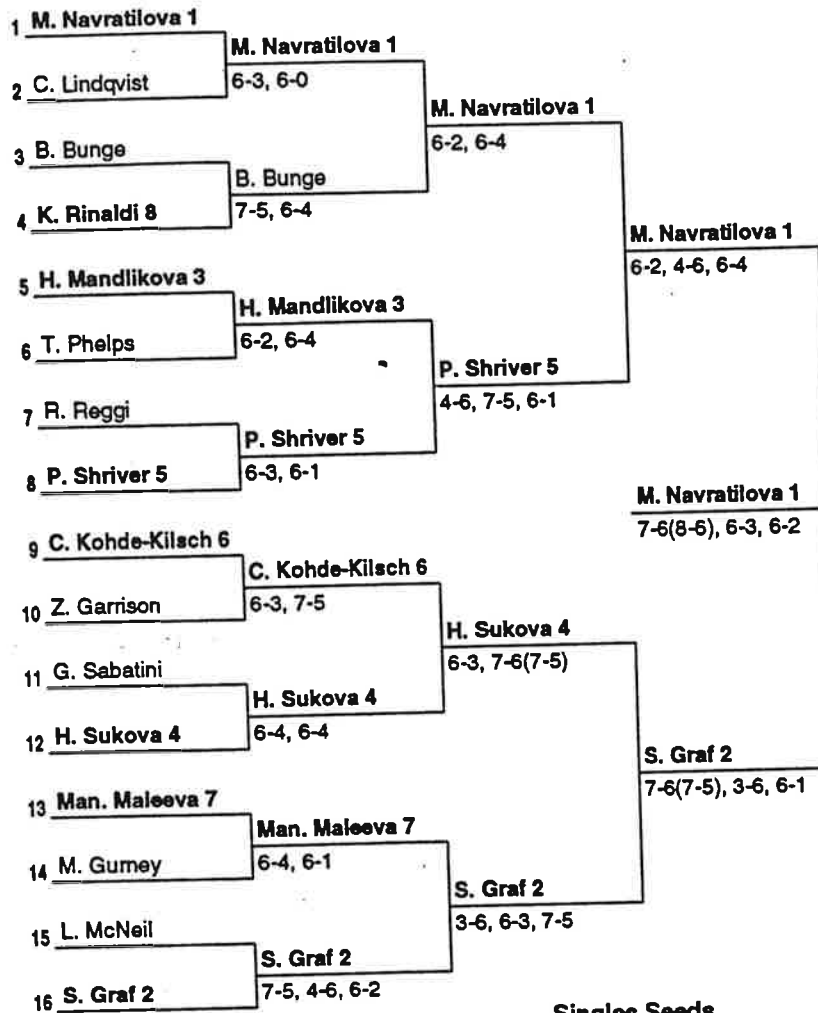 1 M. Navratilova 1
M. Navratilova 1
2 C. Lindqvist
6-3, 6-0
M. Navratilova 1
6-2, 6-4
3 B. Bunge
B. Bunge
4 K. Rinaldi 8
7-5, 6-4
M. Navratilova 1
6-2, 4-6, 6-4
5 H. Mandlikova 3
H. Mandlikova 3
6 T. Phelps
6-2, 6-4
P. Shriver 5
4-6, 7-5, 6-1
7 R. Reggi
P. Shriver 5
8 P. Shriver 5
6-3, 6-1
M. Navratilova 1
7-6(8-6), 6-3, 6-2
9 C. Kohde-Kilsch 6
C. Kohde-Kilsch 6
10 Z. Garrison
6-3, 7-5
H. Sukova 4
6-3, 7-6(7-5)
11 G. Sabatini
H. Sukova 4
12 H. Sukova 4
6-4, 6-4
S. Graf 2
7-6(7-5), 3-6, 6-1
13 Man. Maleeva 7
Man. Maleeva 7
14 M. Gurney
6-4, 6-1
S. Graf 2
3-6, 6-3, 7-5
15 L. McNeil
S. Graf 2
16 S. Graf 2
7-5, 4-6, 6-2
Singles Seeds